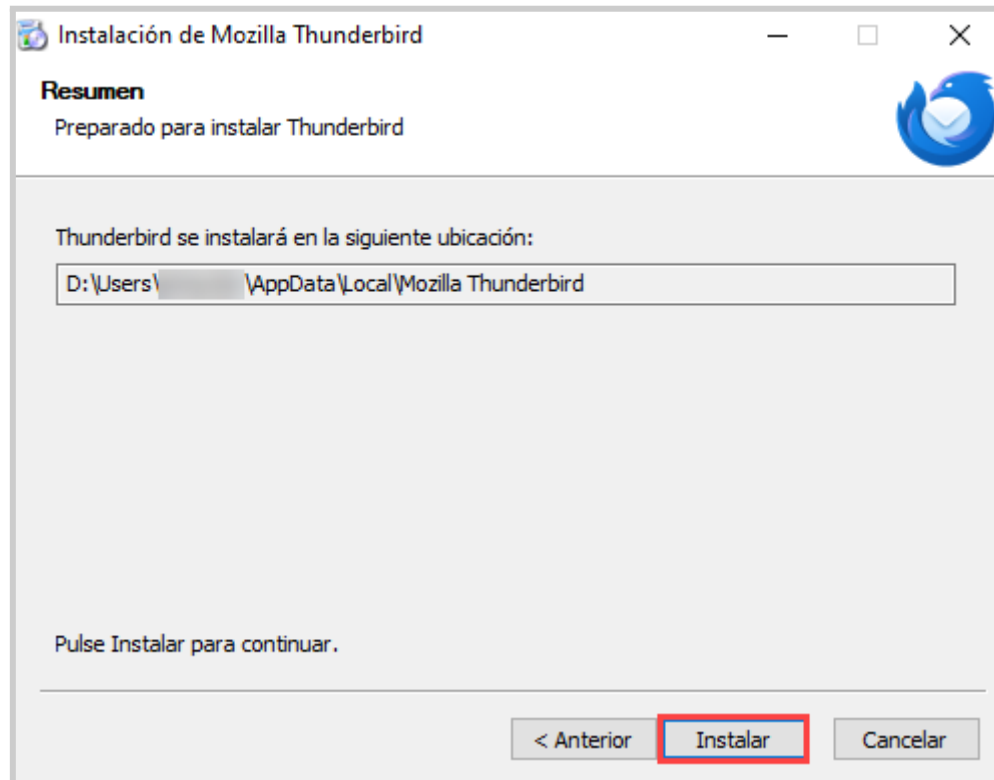 Instalación de Mozilla Thunderbird
Resumen
Preparado para instalar Thunderbird
Thunderbird se instalará en la siguiente ubicación:
D:\Users\ \AppData\Local\Mozilla Thunderbird
Pulse Instalar para continuar.
< Anterior Instalar Cancelar